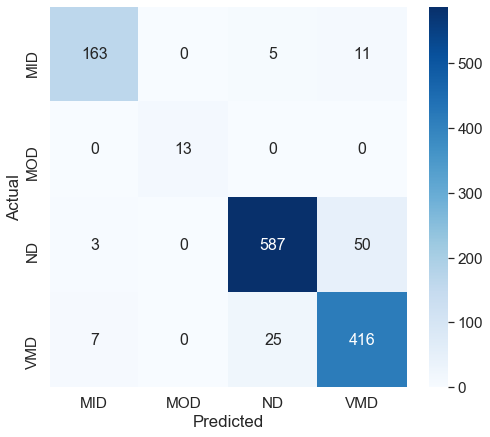 MID 163 0 5 11
MOD 0 13 0 0
ND 3 0 587 50
VMD 7 0 25 416
MID MOD ND VMD
Predicted
Actual
500
400
300
200
100
0